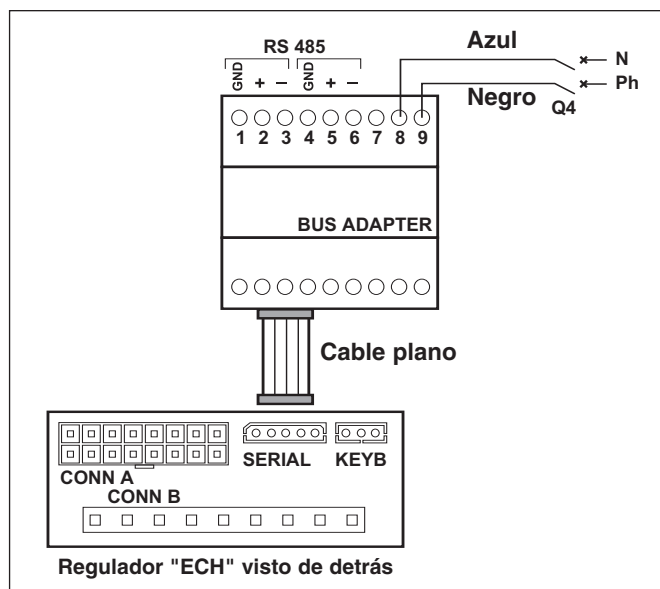 RS 485
GND + – GND + –
1 2 3 4 5 6 7 8 9
Azul
N
Ph
Negro
Q4
BUS ADAPTER
Cable plano
SERIAL KEYB
CONN A
CONN B
Regulador "ECH" visto de detrás